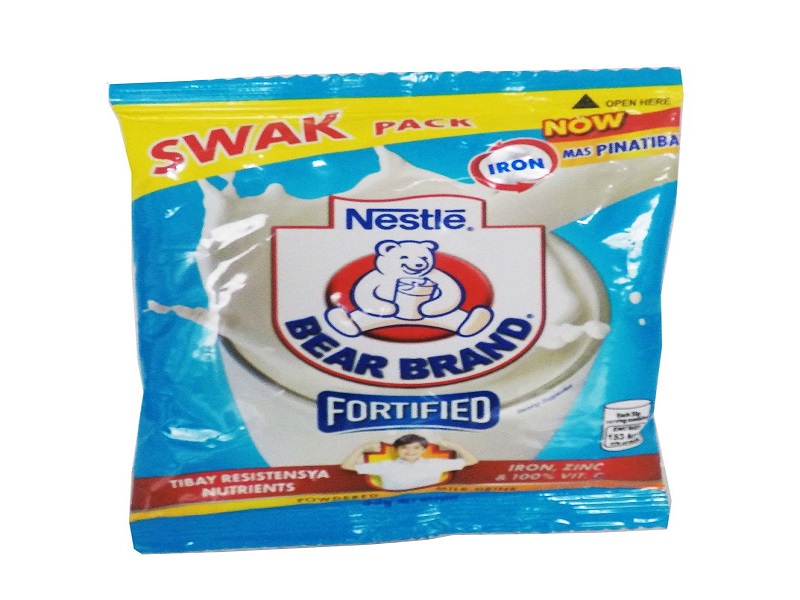 SWAK PACK
OPEN HERE
NOW
IRON
MAS PINATIBA
Nestlé®
BEAR BRAND®
FORTIFIED
TIBAY RESISTENSYA
NUTRIENTS
IRON, ZINC
& 100% VIT. C
POWDERED MILK DRINK